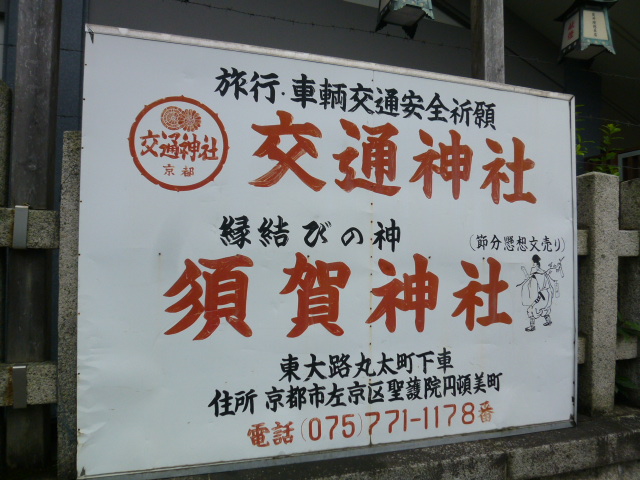 旅行・車輌交通安全祈願
交通神社
京都
交通神社
縁結びの神
(節分懸想文売り)
須賀神社
東大路丸太町下車
住所 京都市左京区聖護院円頓美町
電話(075)771-1178番